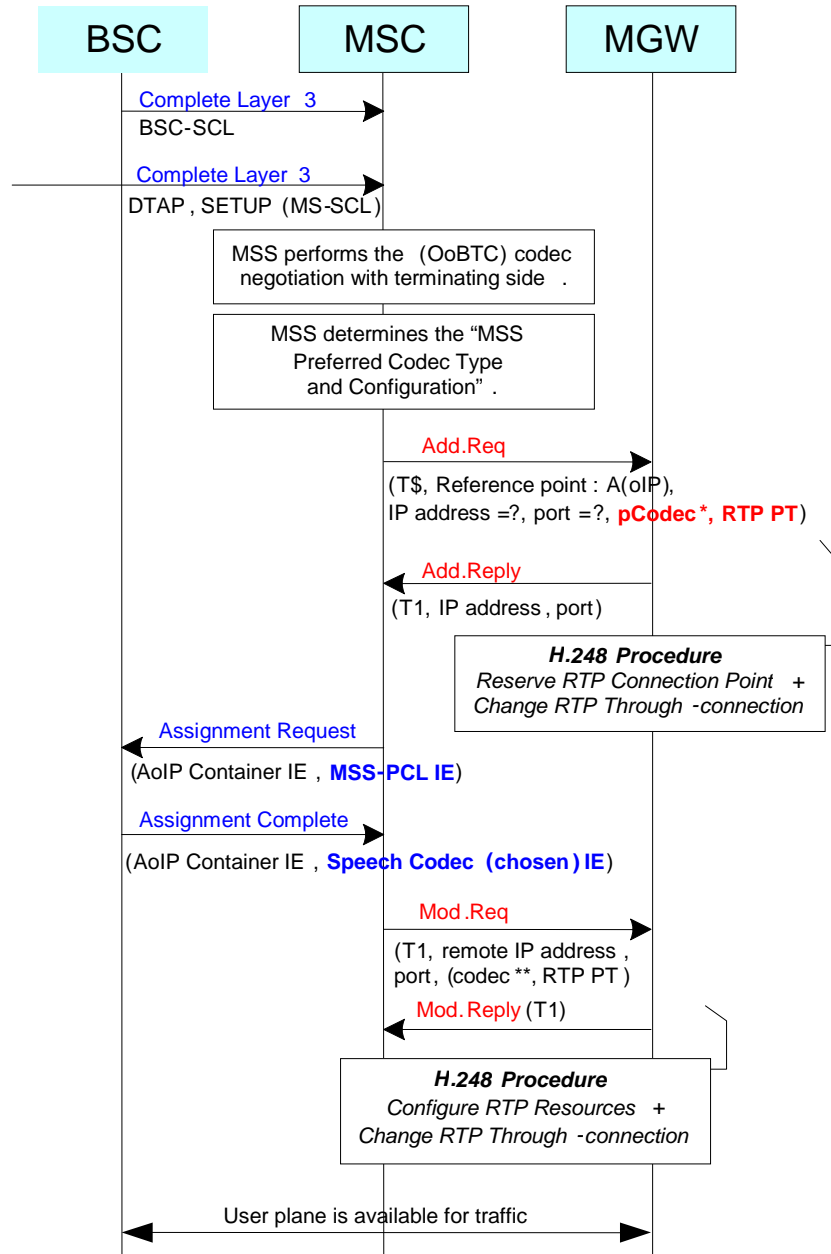 BSC
MSC
MGW
Complete Layer 3
BSC-SCL
Complete Layer 3
DTAP, SETUP (MS-SCL)
MSS performs the (OoBTC) codec
negotiation with terminating side .
MSS determines the “MSS
Preferred Codec Type
and Configuration” .
Add.Req
(T$, Reference point : A(oIP),
IP address =?, port =?, pCodec*, RTP PT)
Add.Reply
(T1, IP address, port)
H.248 Procedure
Reserve RTP Connection Point +
Change RTP Through -connection
Assignment Request
(AoIP Container IE , MSS-PCL IE)
Assignment Complete
(AoIP Container IE , Speech Codec (chosen) IE)
Mod.Req
(T1, remote IP address ,
port, (codec **, RTP PT )
Mod.Reply (T1)
H.248 Procedure
Configure RTP Resources +
Change RTP Through -connection
User plane is available for traffic